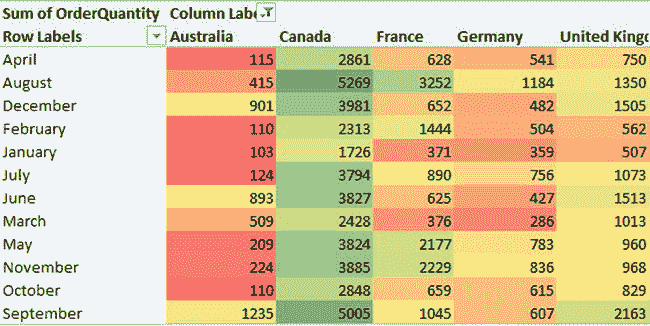 Sum of OrderQuantity Column Labe
Row Labels Australia Canada France Germany United Kingd
April 115 2861 628 541 750
August 415 5269 3252 1184 1350
December 901 3981 652 482 1505
February 110 2313 1444 504 562
January 103 1726 371 359 507
July 124 3794 890 756 1073
June 893 3827 625 427 1513
March 509 2428 376 286 1013
May 209 3824 2177 783 960
November 224 3885 2229 836 968
October 110 2848 659 615 829
September 1235 5005 1045 607 2163